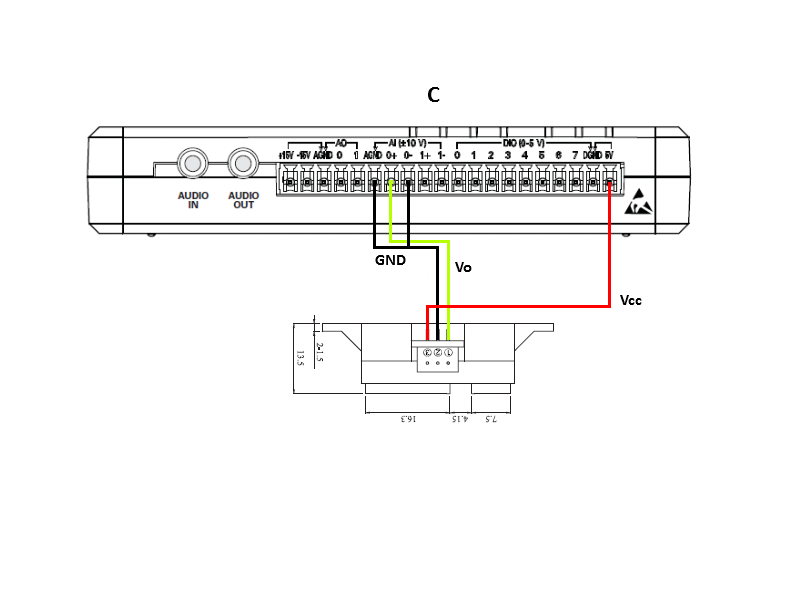 C
AO AI (±10 V) DIO (0-5 V)
+15V -15V AGND 0 1 AGND 0+ 0- 1+ 1- 0 1 2 3 4 5 6 7 DGND 5V
AUDIO IN
AUDIO OUT
GND
Vo
Vcc
3 2 1
2-1.5
13.5
16.3 4.15 7.5